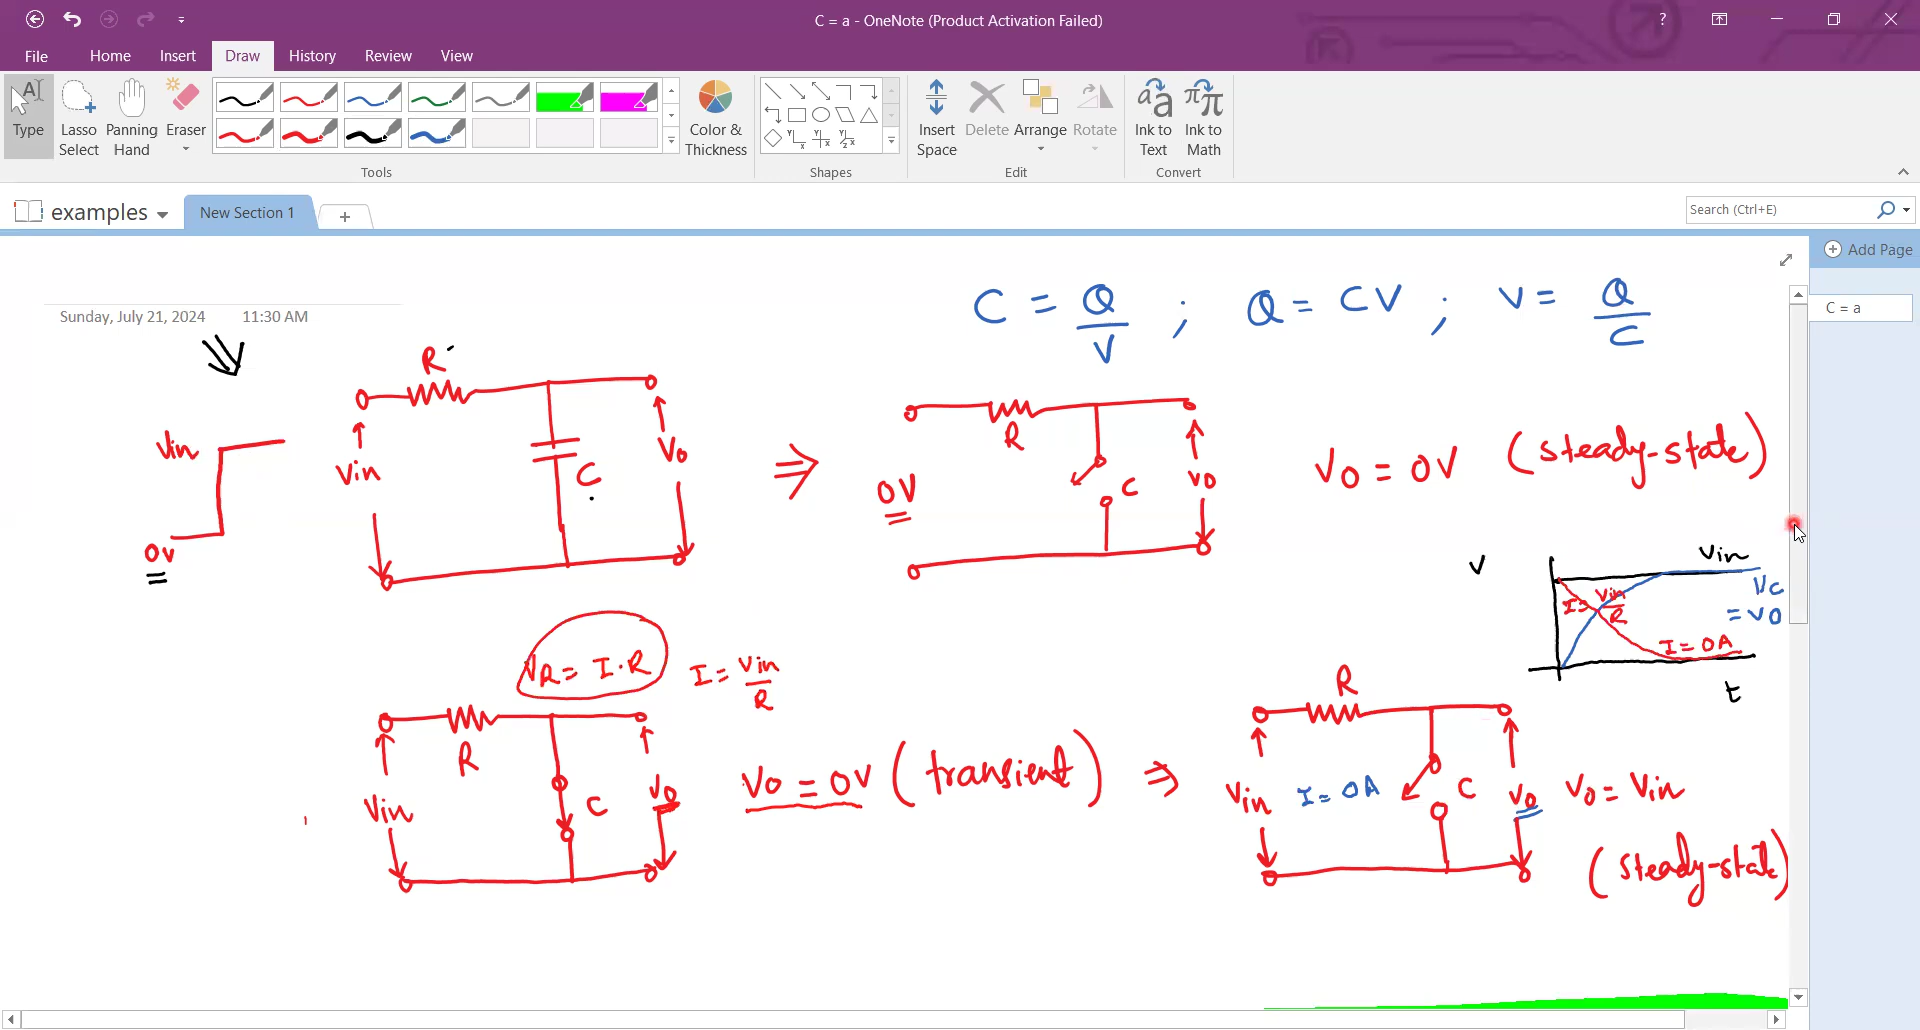 C = a - OneNote (Product Activation Failed)
File Home Insert Draw History Review View
Type
Lasso Select
Panning Hand
Eraser
Color & Thickness
Insert Space
Delete
Arrange
Rotate
Ink to Text
Ink to Math
Tools
Shapes
Edit
Convert
examples
New Section 1
Search (Ctrl+E)
Add Page
C = a
Sunday, July 21, 2024 11:30 AM
C = Q/V ; Q = CV ; V = Q/C
R
Vin
0V
Vin
C
Vo
⇒
R
0V
C
Vo
Vo = 0V (steady-state)
V
Vin
Vc
= Vo
I = Vin/R
I = 0A
t
VR = I·R
I = Vin/R
R
Vin
C
Vo
Vo = 0V (transient) ⇒
R
Vin
I = 0A
C
Vo
Vo = Vin
(steady-state)